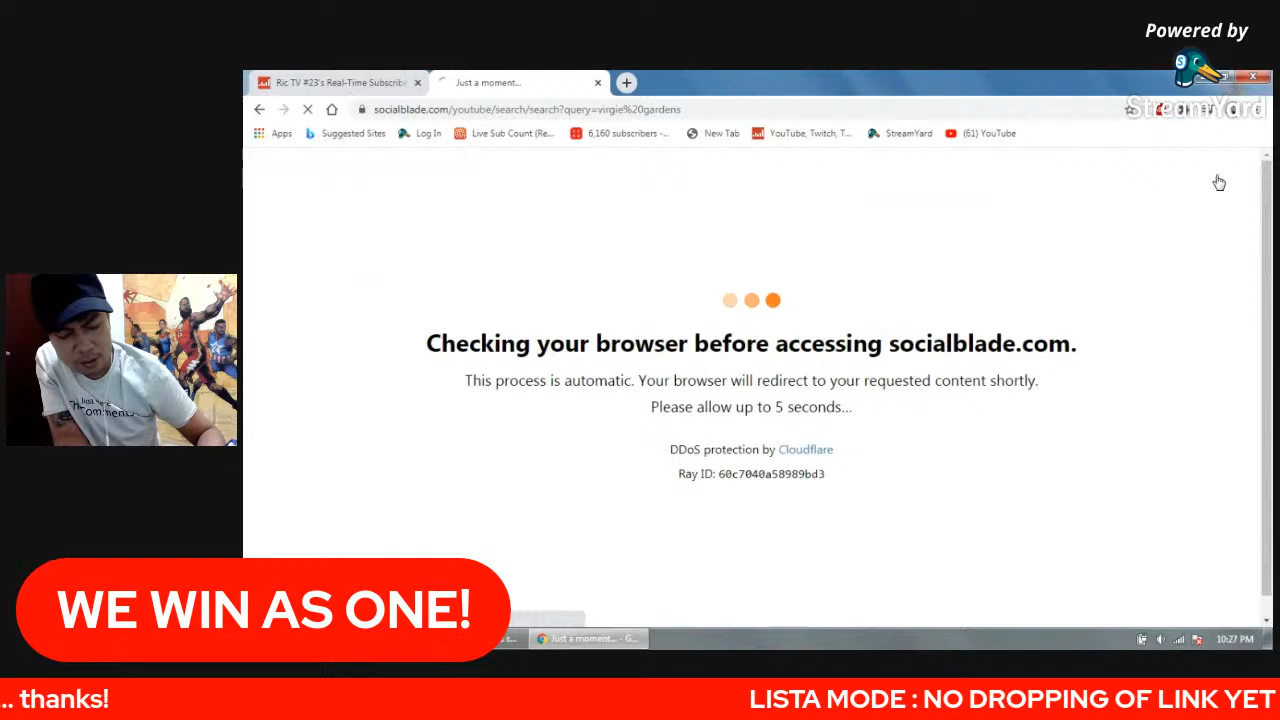 Powered by
StreamYard
Ric TV #23's Real-Time Subscrib
Just a moment...
socialblade.com/youtube/search/search?query=virgie%20gardens
Apps
Suggested Sites
Log In
Live Sub Count (Re...
6,160 subscribers -...
New Tab
YouTube, Twitch, T...
StreamYard
(61) YouTube
Checking your browser before accessing socialblade.com.
This process is automatic. Your browser will redirect to your requested content shortly.
Please allow up to 5 seconds...
DDoS protection by Cloudflare
Ray ID: 60c7040a58989bd3
WE WIN AS ONE!
Just a moment... - G...
10:27 PM
.. thanks!
LISTA MODE : NO DROPPING OF LINK YET